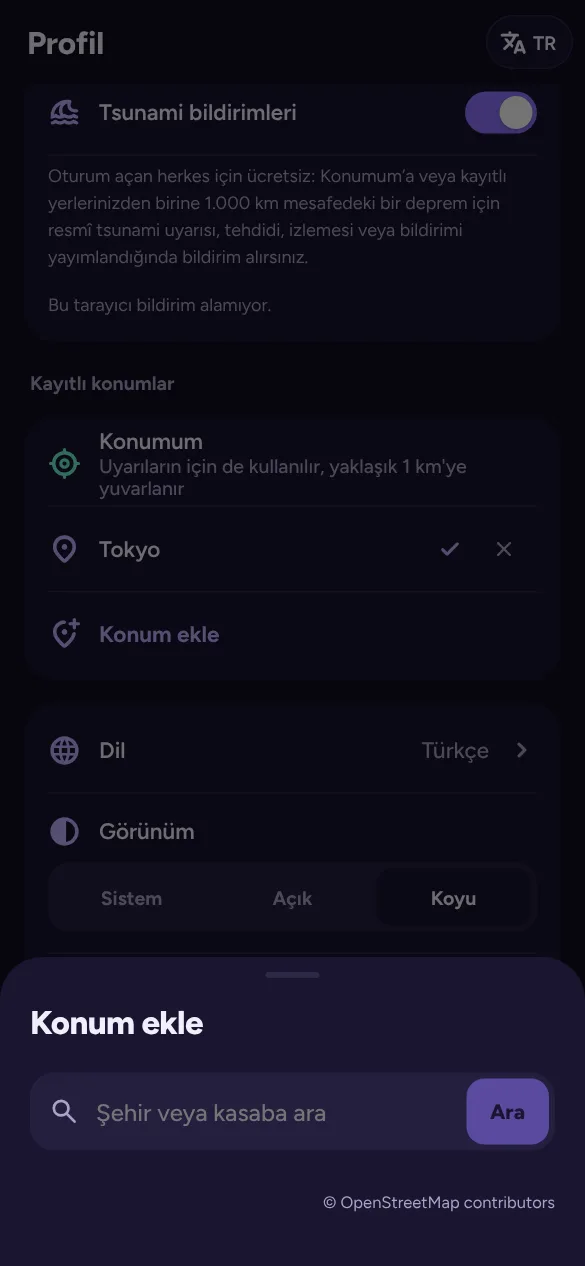 Profil
TR
Tsunami bildirimleri
Oturum açan herkes için ücretsiz: Konumum’a veya kayıtlı
yerlerinizden birine 1.000 km mesafedeki bir deprem için
resmî tsunami uyarısı, tehdidi, izlemesi veya bildirimi
yayımlandığında bildirim alırsınız.
Bu tarayıcı bildirim alamıyor.
Kayıtlı konumlar
Konumum
Uyarıların için de kullanılır, yaklaşık 1 km'ye
yuvarlanır
Tokyo
Konum ekle
Dil
Türkçe
Görünüm
Sistem
Açık
Koyu
Konum ekle
Şehir veya kasaba ara
Ara
© OpenStreetMap contributors